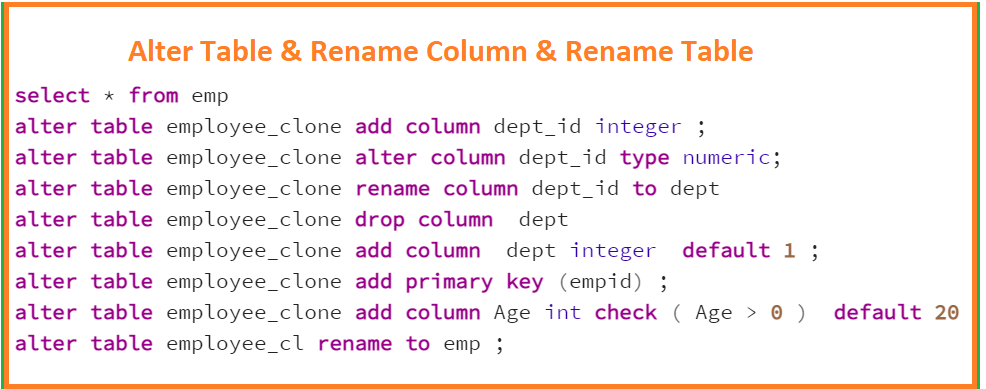 Alter Table & Rename Column & Rename Table
select * from emp
alter table employee_clone add column dept_id integer ;
alter table employee_clone alter column dept_id type numeric;
alter table employee_clone rename column dept_id to dept
alter table employee_clone drop column  dept
alter table employee_clone add column  dept integer  default 1 ;
alter table employee_clone add primary key (empid) ;
alter table employee_clone add column Age int check ( Age > 0 )  default 20
alter table employee_cl rename to emp ;